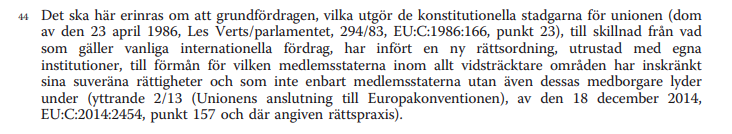 44 Det ska här erinras om att grundfördragen, vilka utgör de konstitutionella stadgarna för unionen (dom
av den 23 april 1986, Les Verts/parlamentet, 294/83, EU:C:1986:166, punkt 23), till skillnad från vad
som gäller vanliga internationella fördrag, har infört en ny rättsordning, utrustad med egna
institutioner, till förmån för vilken medlemsstaterna inom allt vidsträcktare områden har inskränkt
sina suveräna rättigheter och som inte enbart medlemsstaterna utan även dessas medborgare lyder
under (yttrande 2/13 (Unionens anslutning till Europakonventionen), av den 18 december 2014,
EU:C:2014:2454, punkt 157 och där angiven rättspraxis).